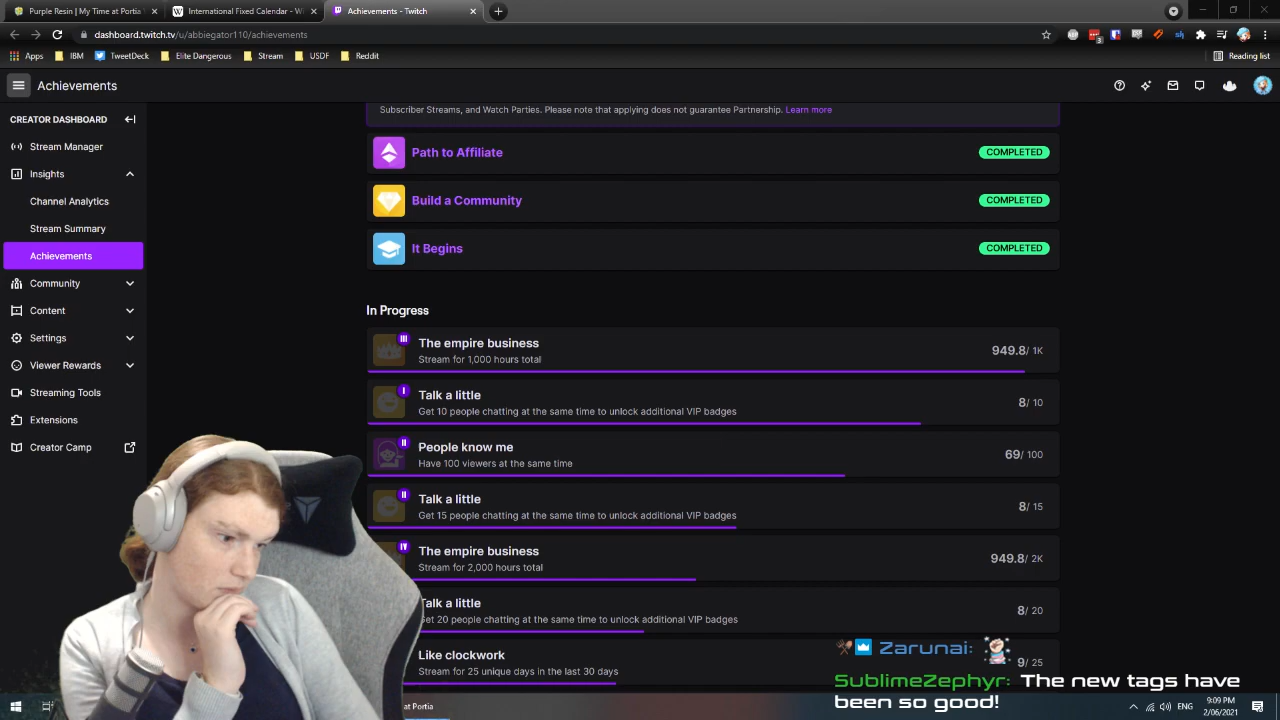 Purple Resin | My Time at Portia
International Fixed Calendar - W
Achievements - Twitch
dashboard.twitch.tv/u/abbiegator110/achievements
Apps
IBM
TweetDeck
Elite Dangerous
Stream
USDF
Reddit
Reading list
Achievements
CREATOR DASHBOARD
Stream Manager
Insights
Channel Analytics
Stream Summary
Achievements
Community
Content
Settings
Viewer Rewards
Streaming Tools
Extensions
Creator Camp
Subscriber Streams, and Watch Parties. Please note that applying does not guarantee Partnership. Learn more
Path to Affiliate
COMPLETED
Build a Community
COMPLETED
It Begins
COMPLETED
In Progress
III
The empire business
Stream for 1,000 hours total
949.8/ 1K
I
Talk a little
Get 10 people chatting at the same time to unlock additional VIP badges
8/ 10
II
People know me
Have 100 viewers at the same time
69/ 100
II
Talk a little
Get 15 people chatting at the same time to unlock additional VIP badges
8/ 15
IV
The empire business
Stream for 2,000 hours total
949.8/ 2K
Talk a little
Get 20 people chatting at the same time to unlock additional VIP badges
8/ 20
Like clockwork
Stream for 25 unique days in the last 30 days
9/ 25
Zarunai:
SublimeZephyr: The new tags have
been so good!
at Portia
ENG
9:09 PM
2/06/2021